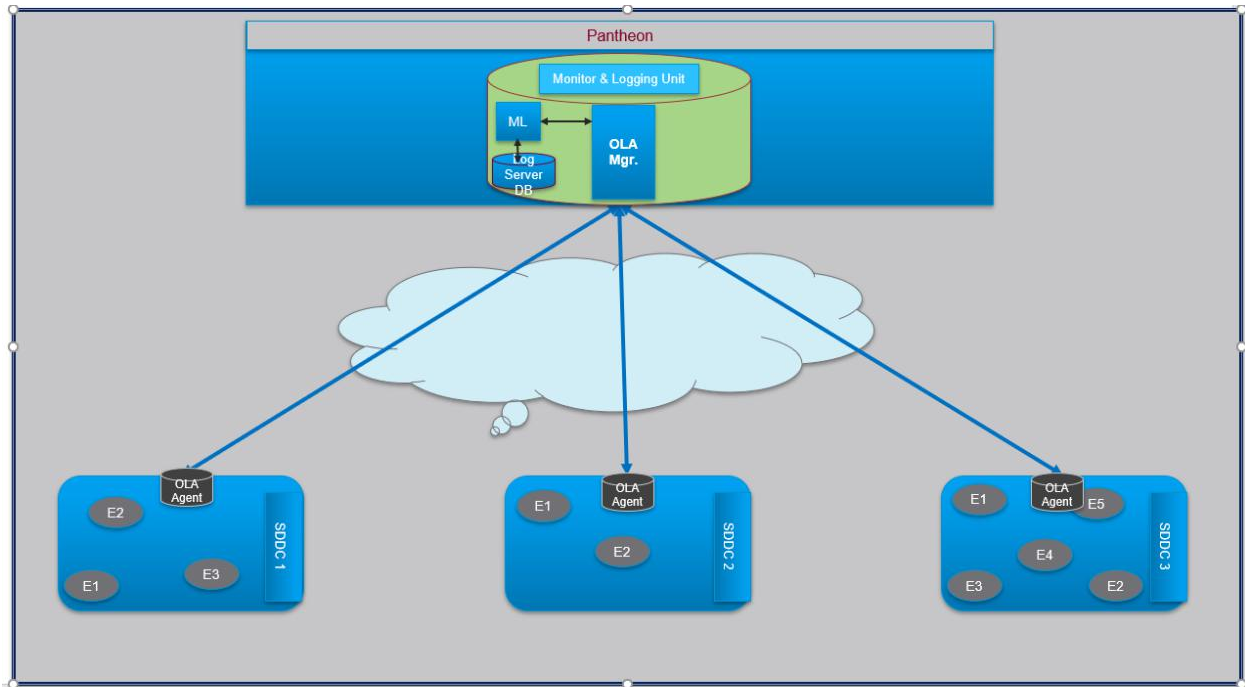 Pantheon
Monitor & Logging Unit
ML
OLA
Mgr.
Log
Server
DB
OLA
Agent
E2
E3
E1
SDDC 1
OLA
Agent
E1
E2
SDDC 2
OLA
Agent
E1
E5
E4
E3
E2
SDDC 3